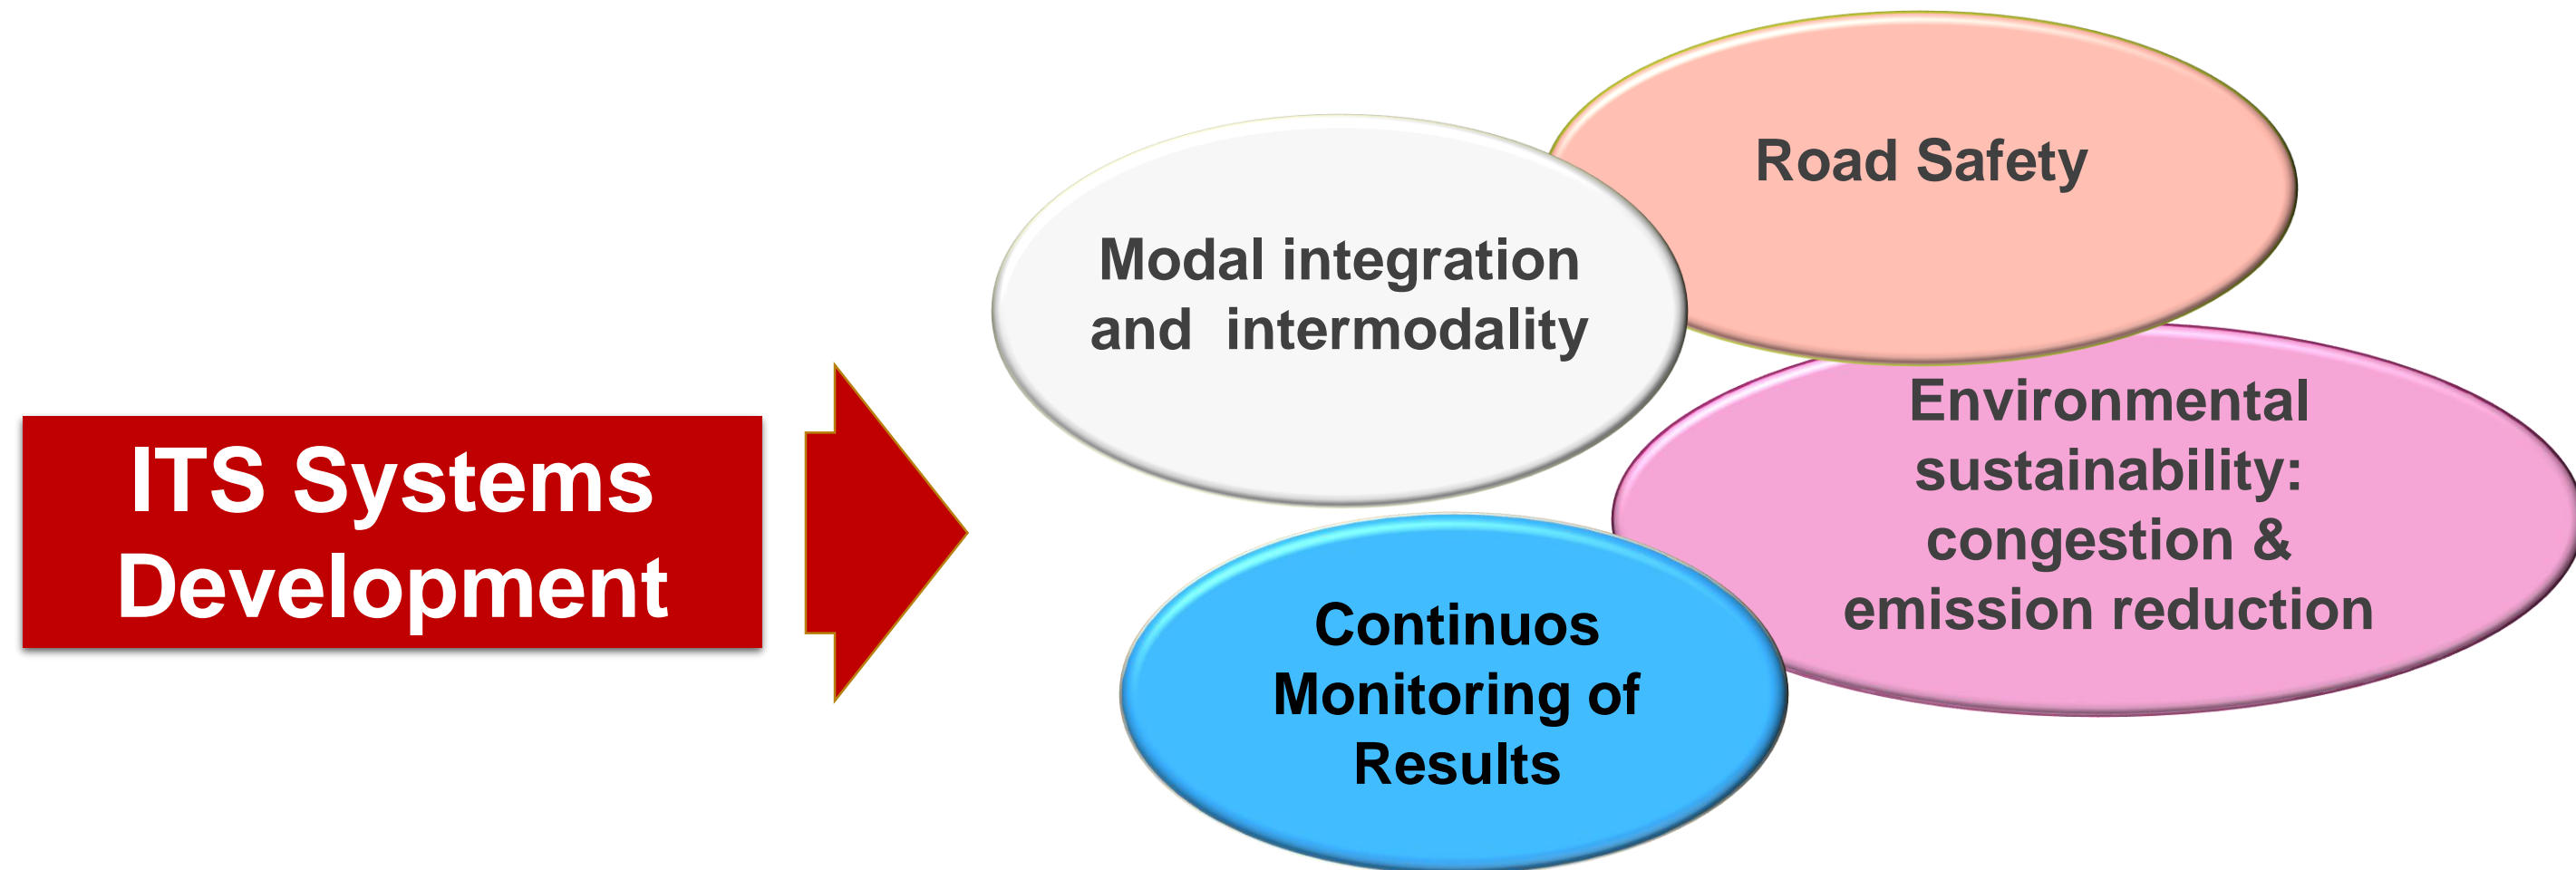 ITS Systems
Development
Modal integration
and  intermodality
Road Safety
Environmental
sustainability:
congestion &
emission reduction
Continuos
Monitoring of
Results